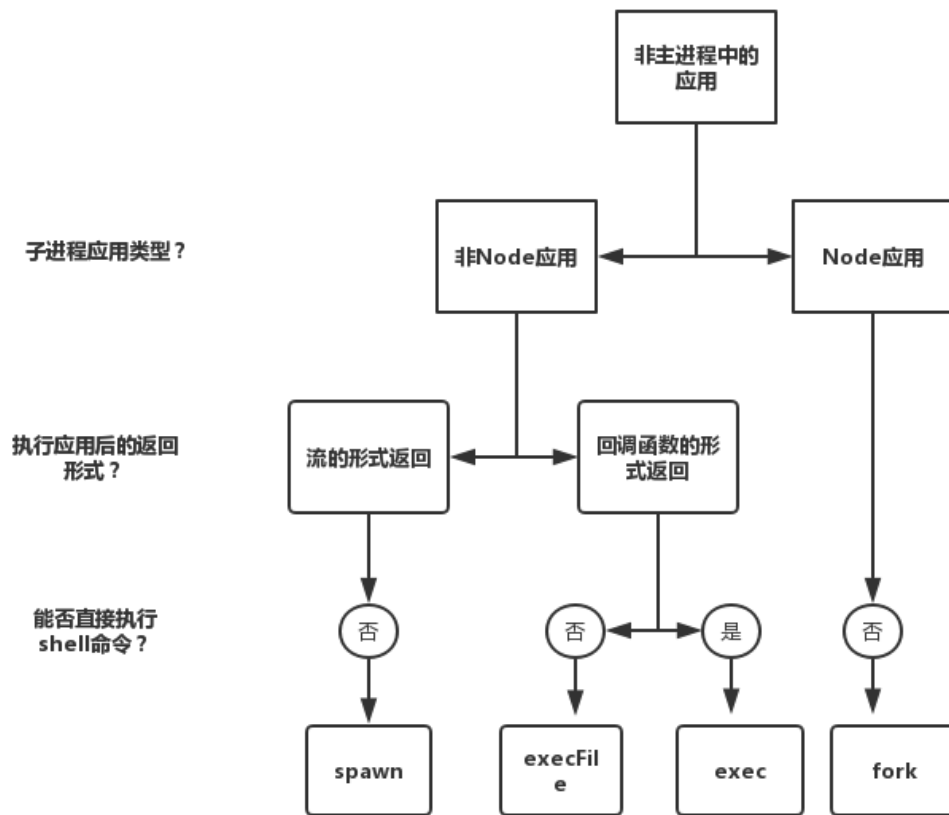 非主进程中的
应用
子进程应用类型？
非Node应用
Node应用
执行应用后的返回
形式？
流的形式返回
回调函数的形
式返回
能否直接执行
shell命令？
否
否
是
否
spawn
execFil
e
exec
fork